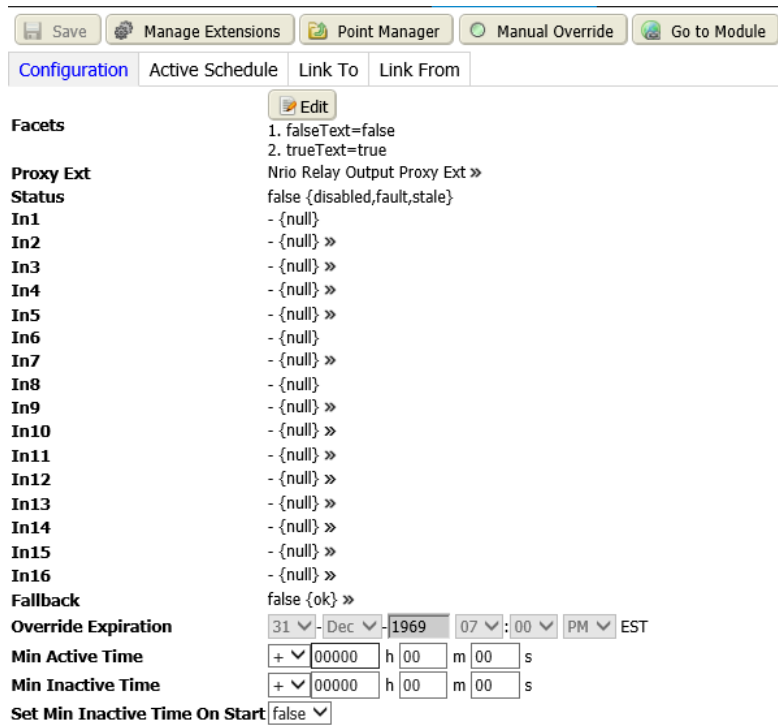 Save Manage Extensions Point Manager Manual Override Go to Module
Configuration Active Schedule Link To Link From
Edit
Facets
1. falseText=false
2. trueText=true
Proxy Ext Nrio Relay Output Proxy Ext »
Status false {disabled,fault,stale}
In1 - {null}
In2 - {null} »
In3 - {null} »
In4 - {null} »
In5 - {null} »
In6 - {null}
In7 - {null} »
In8 - {null}
In9 - {null} »
In10 - {null} »
In11 - {null} »
In12 - {null} »
In13 - {null} »
In14 - {null} »
In15 - {null} »
In16 - {null} »
Fallback false {ok} »
Override Expiration 31 - Dec - 1969 07 : 00 PM EST
Min Active Time + 00000 h 00 m 00 s
Min Inactive Time + 00000 h 00 m 00 s
Set Min Inactive Time On Start false